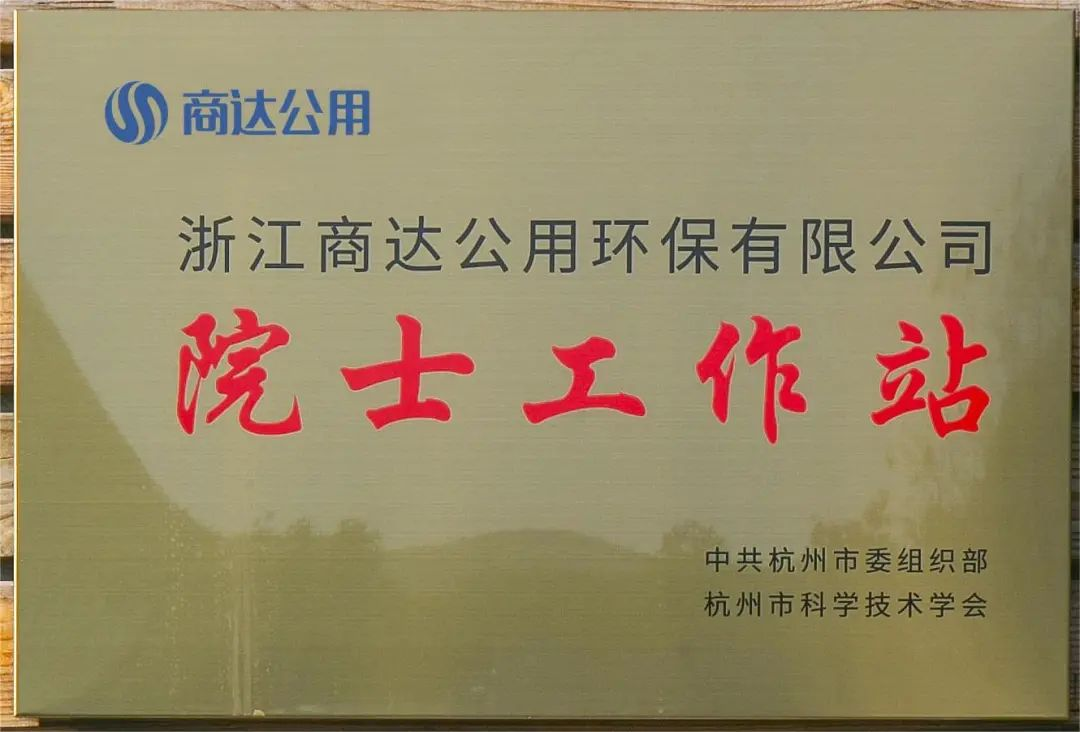 商达公用
浙江商达公用环保有限公司
院士工作站
中共杭州市委组织部
杭州市科学技术学会